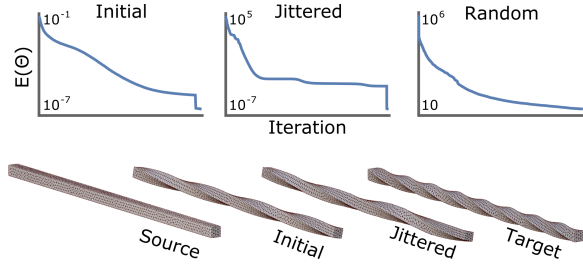 Initial
Jittered
Random
E(Θ)
10^-1
10^-7
10^5
10^-7
10^6
10
Iteration
Source
Initial
Jittered
Target